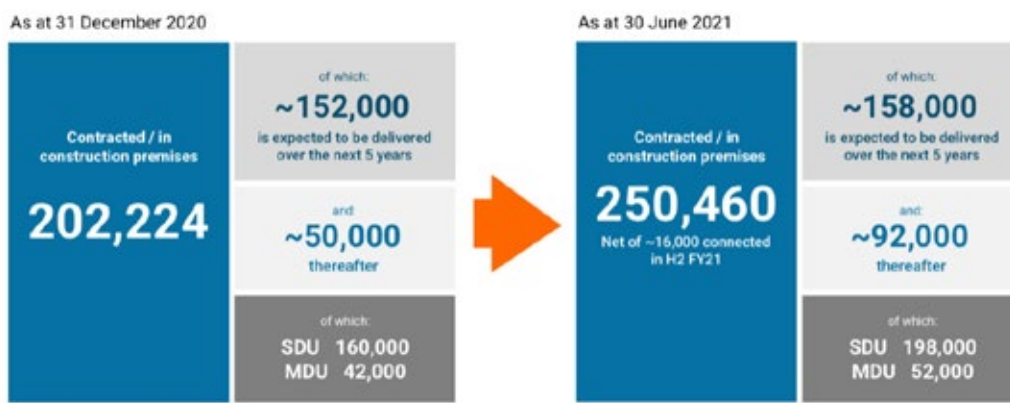 As at 31 December 2020
Contracted / in
construction premises
202,224
of which:
~152,000
is expected to be delivered
over the next 5 years
and
~50,000
thereafter
of which:
SDU 160,000
MDU 42,000
As at 30 June 2021
Contracted / in
construction premises
250,460
Net of ~16,000 connected
in H2 FY21
of which:
~158,000
is expected to be delivered
over the next 5 years
and:
~92,000
thereafter
of which:
SDU 198,000
MDU 52,000